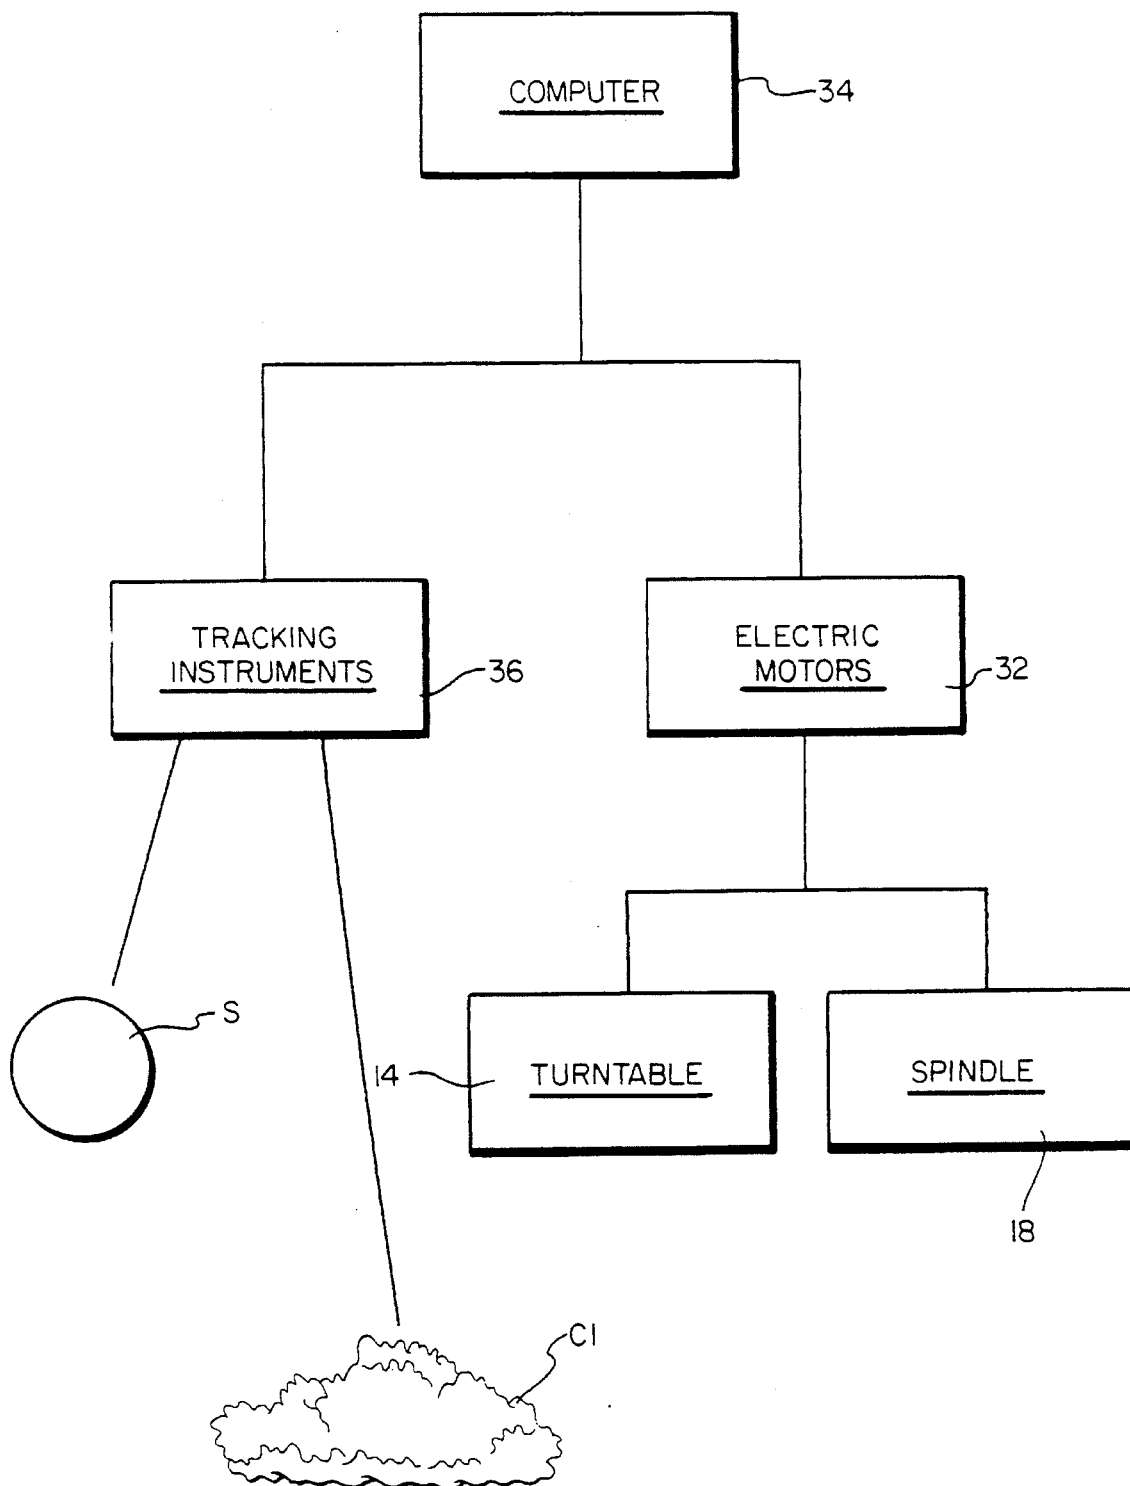 COMPUTER
34
TRACKING
INSTRUMENTS
36
ELECTRIC
MOTORS
32
S
14
TURNTABLE
SPINDLE
18
C1